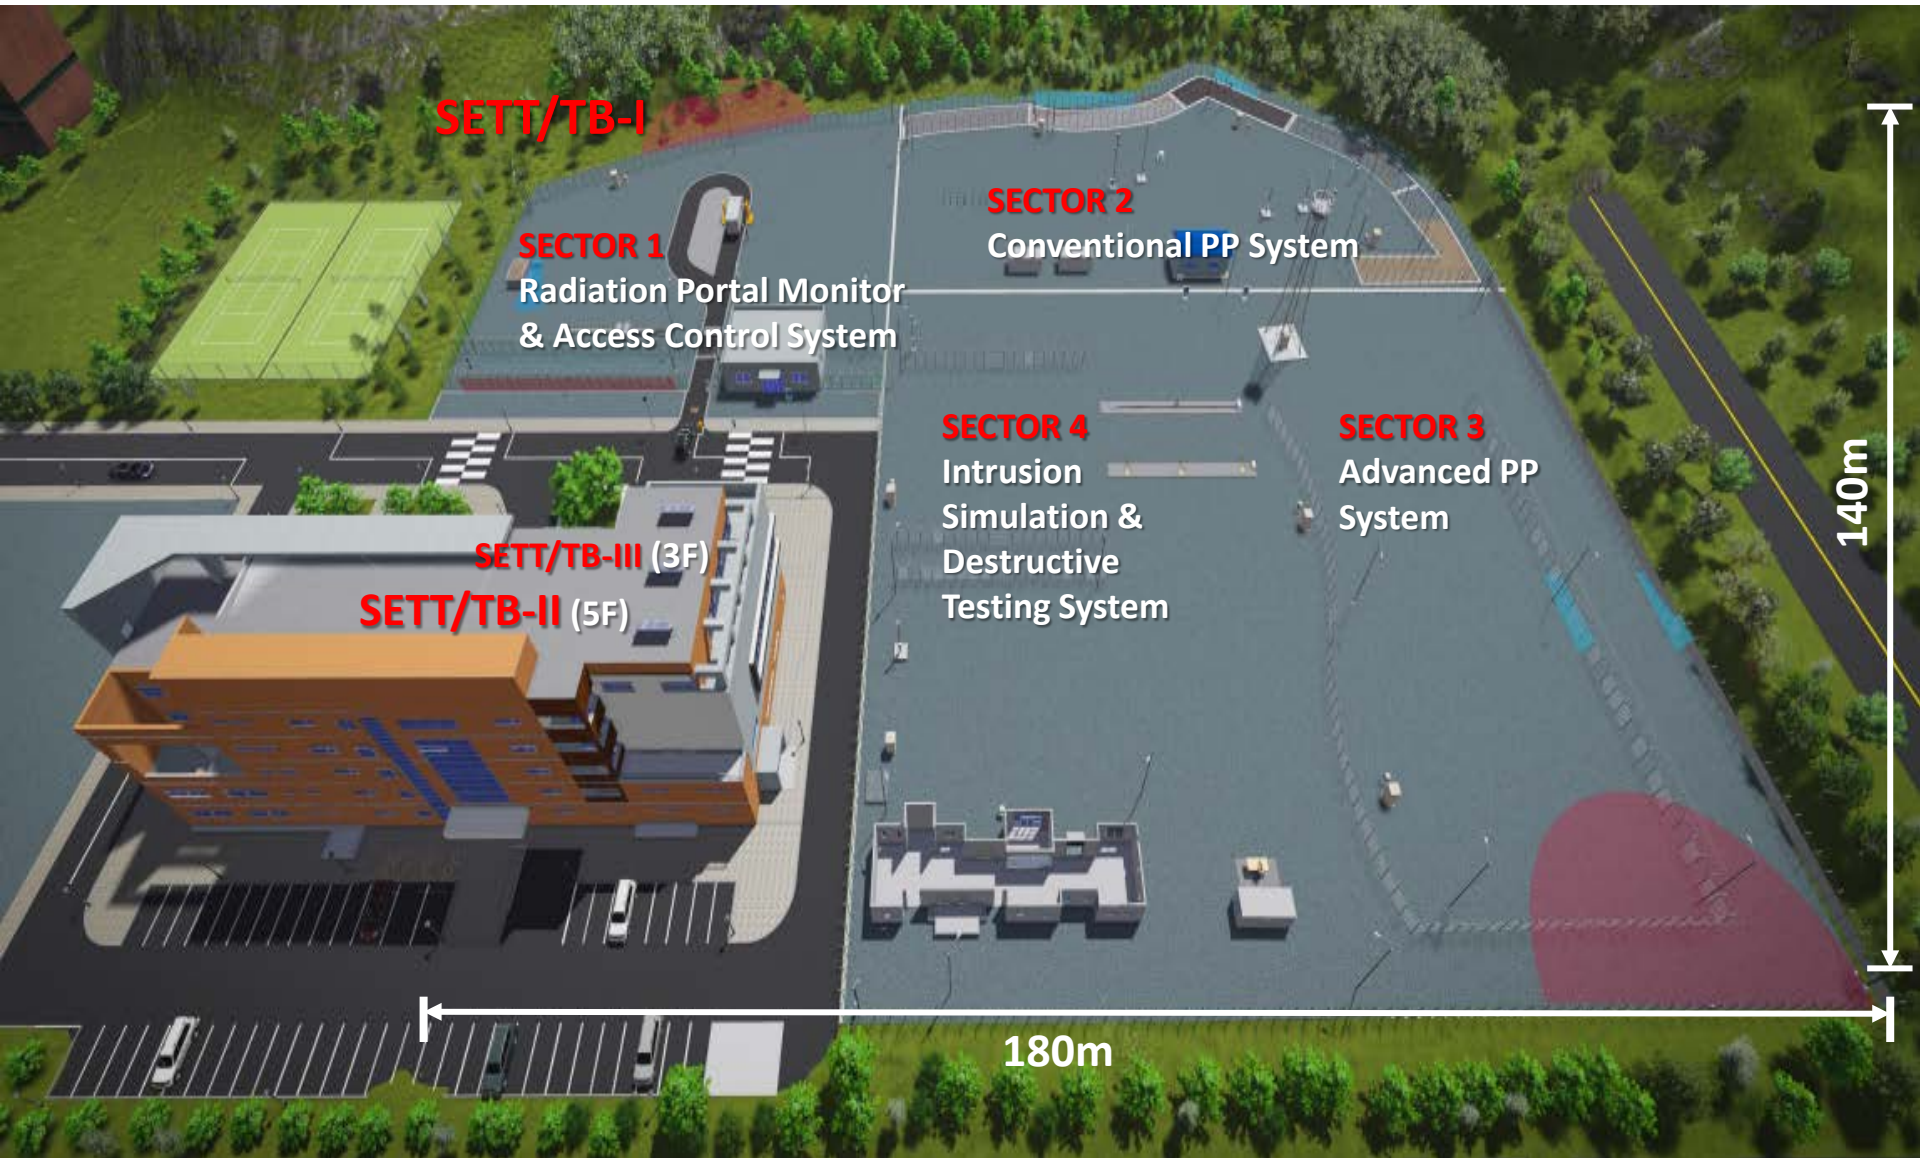 SETT/TB-I
SECTOR 1
Radiation Portal Monitor
& Access Control System
SECTOR 2
Conventional PP System
SECTOR 4
Intrusion
Simulation &
Destructive
Testing System
SECTOR 3
Advanced PP
System
140m
SETT/TB-III (3F)
SETT/TB-II (5F)
180m